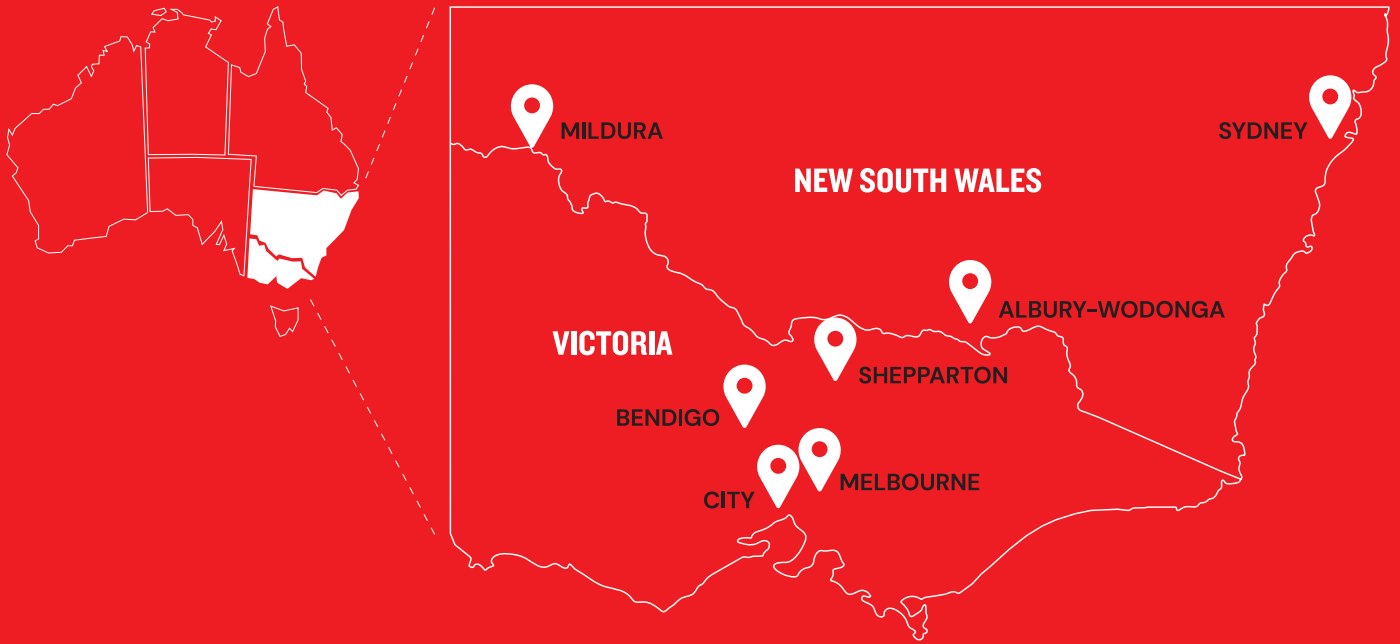 MILDURA
SYDNEY
NEW SOUTH WALES
ALBURY-WODONGA
VICTORIA
SHEPPARTON
BENDIGO
MELBOURNE
CITY